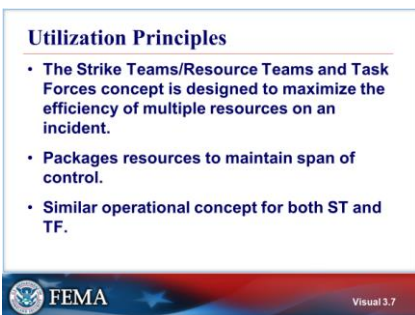 Utilization Principles
• The Strike Teams/Resource Teams and Task
Forces concept is designed to maximize the
efficiency of multiple resources on an
incident.
• Packages resources to maintain span of
control.
• Similar operational concept for both ST and
TF.
FEMA
Visual 3.7